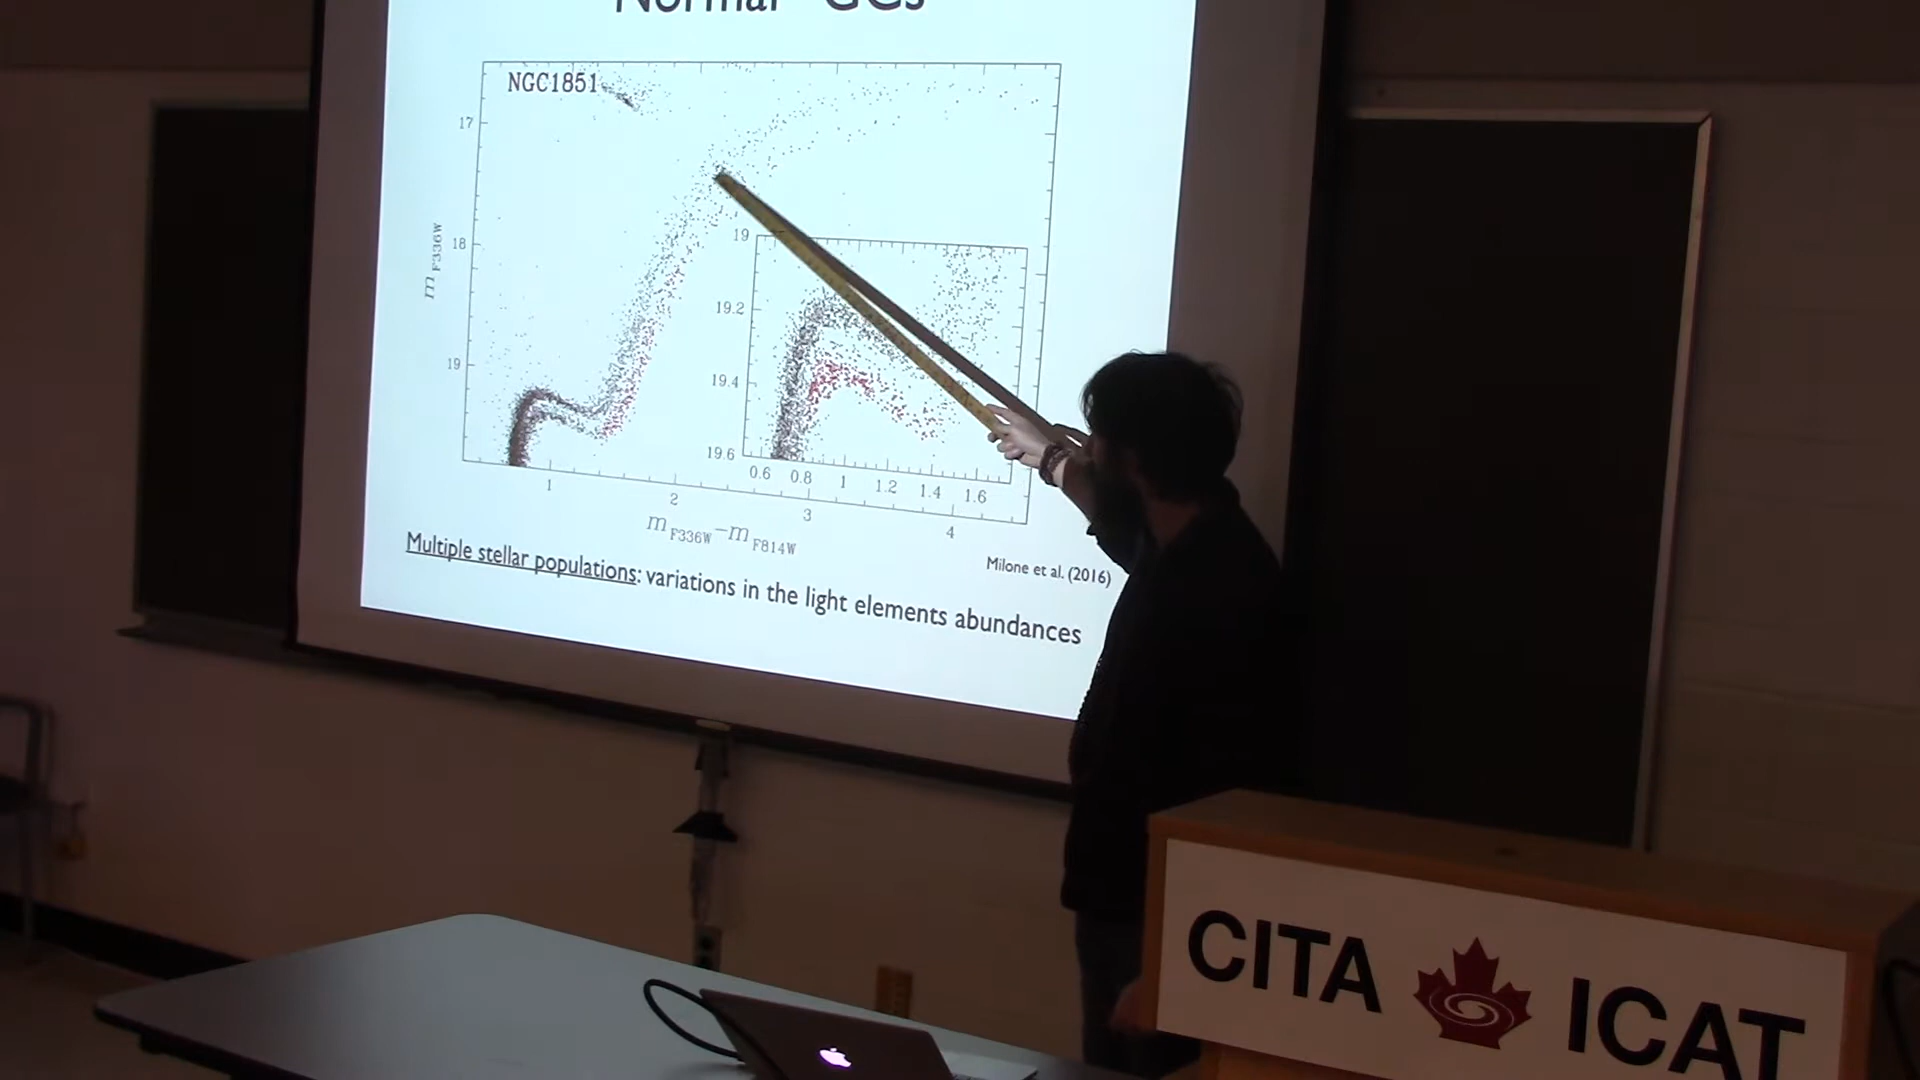 "Normal" GCs
NGC1851
17
18
19
m F336W
19
19.2
19.4
19.6
0.6 0.8 1 1.2 1.4 1.6
1 2 3 4
m F336W -m F814W
Milone et al. (2016)
Multiple stellar populations: variations in the light elements abundances
CITA ICAT